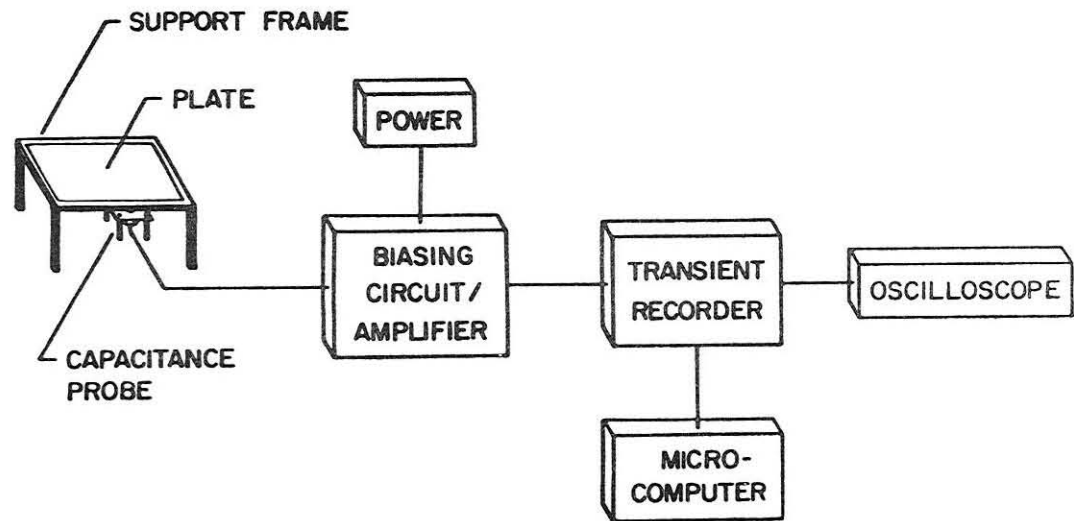 SUPPORT FRAME
PLATE
POWER
BIASING
CIRCUIT/
AMPLIFIER
TRANSIENT
RECORDER
OSCILLOSCOPE
CAPACITANCE
PROBE
MICRO-
COMPUTER